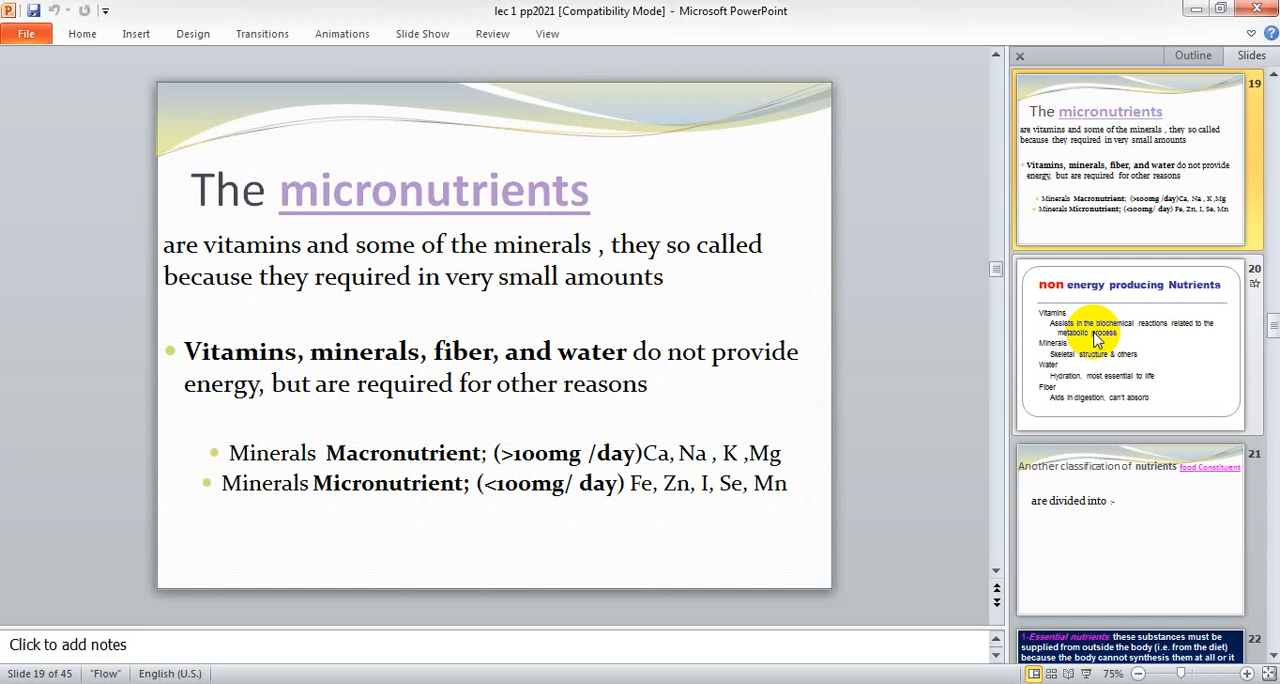 lec 1 pp2021 [Compatibility Mode] - Microsoft PowerPoint
File Home Insert Design Transitions Animations Slide Show Review View
The micronutrients
are vitamins and some of the minerals , they so called
because they required in very small amounts
Vitamins, minerals, fiber, and water do not provide
energy, but are required for other reasons
Minerals Macronutrient; (>100mg /day)Ca, Na , K ,Mg
Minerals Micronutrient; (<100mg/ day) Fe, Zn, I, Se, Mn
Outline Slides
19
The micronutrients
are vitamins and some of the minerals , they so called
because they required in very small amounts
Vitamins, minerals, fiber, and water do not provide
energy, but are required for other reasons
Minerals Macronutrient; (>100mg /day)Ca, Na , K ,Mg
Minerals Micronutrient; (<100mg/ day) Fe, Zn, I, Se, Mn
20
non energy producing Nutrients
Vitamins
Assists in the biochemical reactions related to the
metabolic process
Minerals
Skeletal structure & others
Water
Hydration, most essential to life
Fiber
Aids in digestion, can't absorb
21
Another classification of nutrients food Constituent
are divided into :-
22
1-Essential nutrients: these substances must be
supplied from outside the body (i.e. from the diet)
because the body cannot synthesis them at all or it
Click to add notes
Slide 19 of 45 "Flow" English (U.S.) 75%